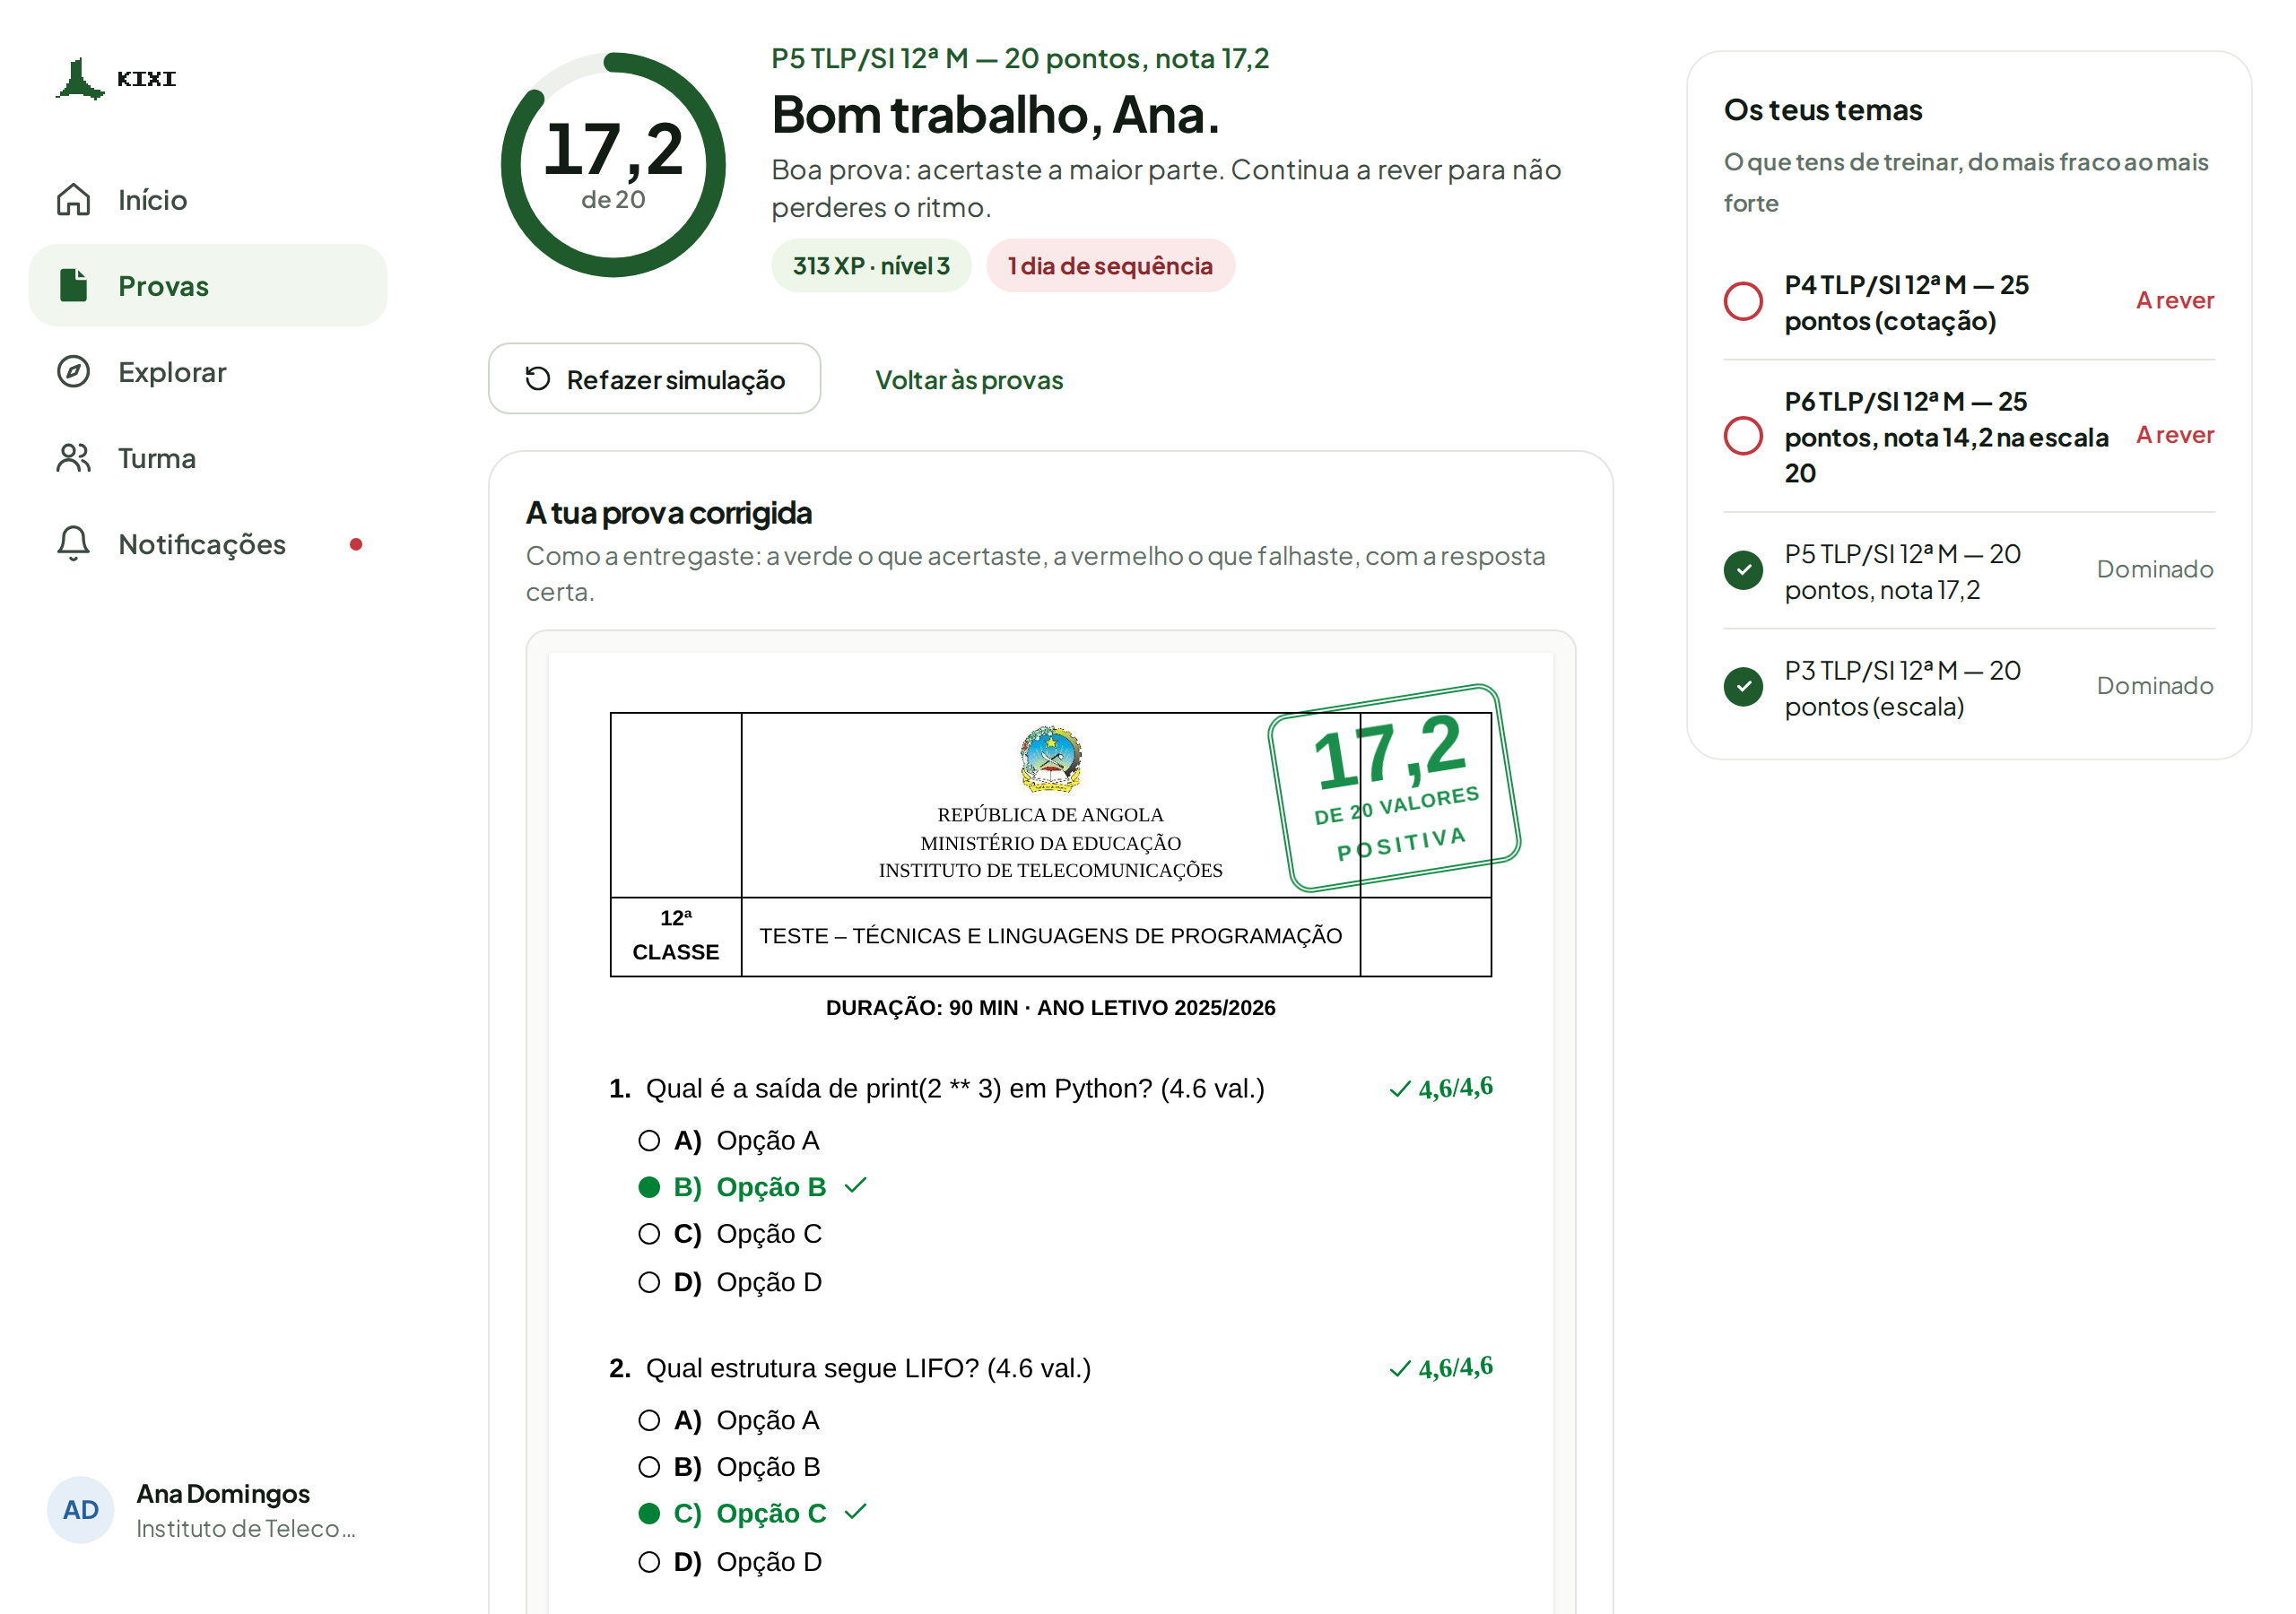 KIXI
Início
Provas
Explorar
Turma
Notificações
AD
Ana Domingos
Instituto de Teleco...
17,2
de 20
P5 TLP/SI 12ª M — 20 pontos, nota 17,2
Bom trabalho, Ana.
Boa prova: acertaste a maior parte. Continua a rever para não
perderes o ritmo.
313 XP · nível 3
1 dia de sequência
Refazer simulação
Voltar às provas
A tua prova corrigida
Como a entregaste: a verde o que acertaste, a vermelho o que falhaste, com a resposta
certa.
REPÚBLICA DE ANGOLA
MINISTÉRIO DA EDUCAÇÃO
INSTITUTO DE TELECOMUNICAÇÕES
17,2
DE 20 VALORES
POSITIVA
12ª
CLASSE
TESTE – TÉCNICAS E LINGUAGENS DE PROGRAMAÇÃO
DURAÇÃO: 90 MIN · ANO LETIVO 2025/2026
1. Qual é a saída de print(2 ** 3) em Python? (4.6 val.) ✓ 4,6/4,6
A) Opção A
B) Opção B ✓
C) Opção C
D) Opção D
2. Qual estrutura segue LIFO? (4.6 val.) ✓ 4,6/4,6
A) Opção A
B) Opção B
C) Opção C ✓
D) Opção D
Os teus temas
O que tens de treinar, do mais fraco ao mais
forte
P4 TLP/SI 12ª M — 25
pontos (cotação)
A rever
P6 TLP/SI 12ª M — 25
pontos, nota 14,2 na escala
20
A rever
P5 TLP/SI 12ª M — 20
pontos, nota 17,2
Dominado
P3 TLP/SI 12ª M — 20
pontos (escala)
Dominado